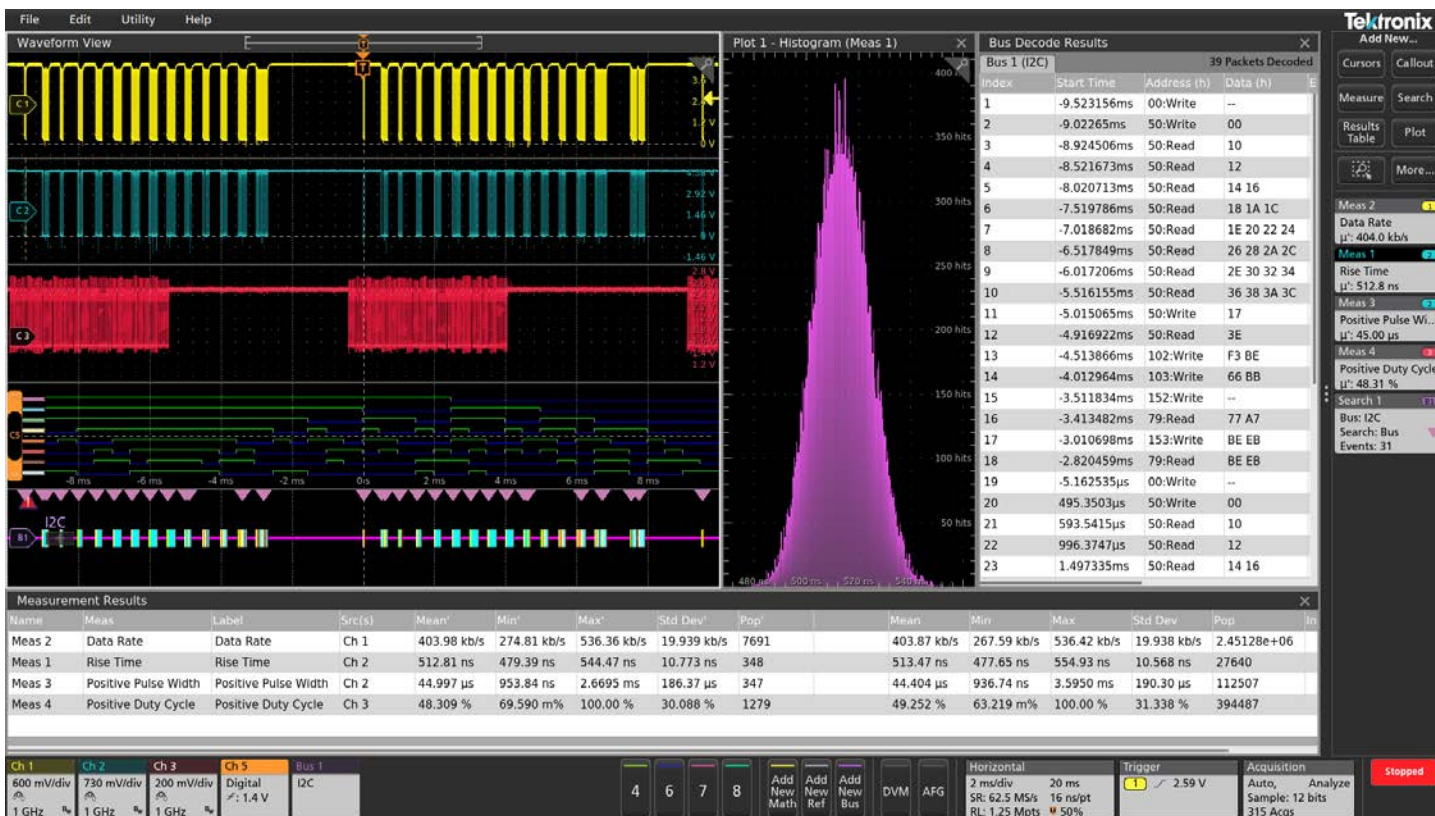 File Edit Utility Help
Tektronix
Add New...
Waveform View
Plot 1 - Histogram (Meas 1)
Bus Decode Results
Cursors Callout
Measure Search
Results Table Plot
More...
Bus 1 (I2C) 39 Packets Decoded
Index Start Time Address (h) Data (h) E
1 -9.523156ms 00:Write --
2 -9.02265ms 50:Write 00
3 -8.924506ms 50:Read 10
4 -8.521673ms 50:Read 12
5 -8.020713ms 50:Read 14 16
6 -7.519786ms 50:Read 18 1A 1C
7 -7.018682ms 50:Read 1E 20 22 24
8 -6.517849ms 50:Read 26 28 2A 2C
9 -6.017206ms 50:Read 2E 30 32 34
10 -5.516155ms 50:Read 36 38 3A 3C
11 -5.015065ms 50:Write 17
12 -4.916922ms 50:Read 3E
13 -4.513866ms 102:Write F3 BE
14 -4.012964ms 103:Write 66 BB
15 -3.511834ms 152:Write --
16 -3.413482ms 79:Read 77 A7
17 -3.010698ms 153:Write BE EB
18 -2.820459ms 79:Read BE EB
19 -5.162535µs 00:Write --
20 495.3503µs 50:Write 00
21 593.5415µs 50:Read 10
22 996.3747µs 50:Read 12
23 1.497335ms 50:Read 14 16
C1
1.2 V
0 V
C2
2.92 V
1.46 V
-1.46 V
C3
2.8 V
1.2 V
C5
-8 ms -6 ms -4 ms -2 ms 0s 2 ms 4 ms 6 ms 8 ms
B1 I2C
350 hits
300 hits
250 hits
200 hits
150 hits
100 hits
50 hits
480 ns 500 ns 520 ns 540
Meas 2 1
Data Rate
µ': 404.0 kb/s
Meas 1 2
Rise Time
µ': 512.8 ns
Meas 3 2
Positive Pulse Wi...
µ': 45.00 µs
Meas 4 3
Positive Duty Cycle
µ': 48.31 %
Search 1
Bus: I2C
Search: Bus
Events: 31
Measurement Results
Name Meas Label Src(s) Mean' Min' Max' Std Dev' Pop' Mean Min Max Std Dev Pop In
Meas 2 Data Rate Data Rate Ch 1 403.98 kb/s 274.81 kb/s 536.36 kb/s 19.939 kb/s 7691 403.87 kb/s 267.59 kb/s 536.42 kb/s 19.938 kb/s 2.45128e+06
Meas 1 Rise Time Rise Time Ch 2 512.81 ns 479.39 ns 544.47 ns 10.773 ns 348 513.47 ns 477.65 ns 554.93 ns 10.568 ns 27640
Meas 3 Positive Pulse Width Positive Pulse Width Ch 2 44.997 µs 953.84 ns 2.6695 ms 186.37 µs 347 44.404 µs 936.74 ns 3.5950 ms 190.30 µs 112507
Meas 4 Positive Duty Cycle Positive Duty Cycle Ch 3 48.309 % 69.590 m% 100.00 % 30.088 % 1279 49.252 % 63.219 m% 100.00 % 31.338 % 394487
Ch 1
600 mV/div
1 GHz
Ch 2
730 mV/div
1 GHz
Ch 3
200 mV/div
1 GHz
Ch 5
Digital
: 1.4 V
Bus 1
I2C
4 6 7 8
Add New Math
Add New Ref
Add New Bus
DVM AFG
Horizontal
2 ms/div 20 ms
SR: 62.5 MS/s 16 ns/pt
RL: 1.25 Mpts 50%
Trigger
1 2.59 V
Acquisition
Auto, Analyze
Sample: 12 bits
315 Acqs
Stopped